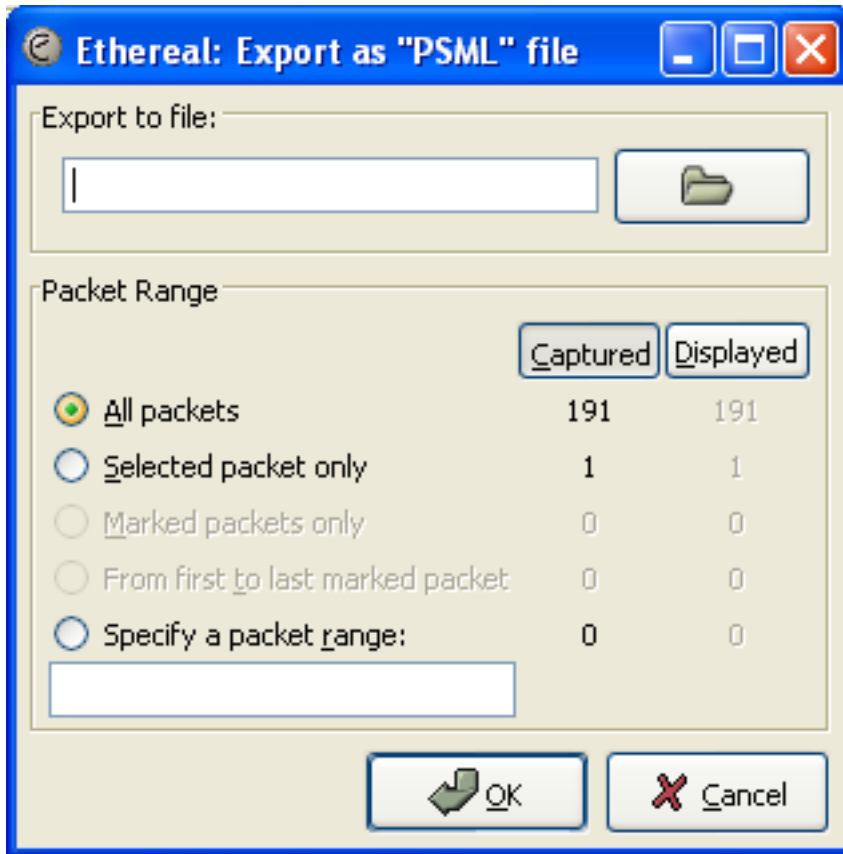 Ethereal: Export as "PSML" file
Export to file:
Packet Range
Captured Displayed
All packets 191 191
Selected packet only 1 1
Marked packets only 0 0
From first to last marked packet 0 0
Specify a packet range: 0 0
OK Cancel